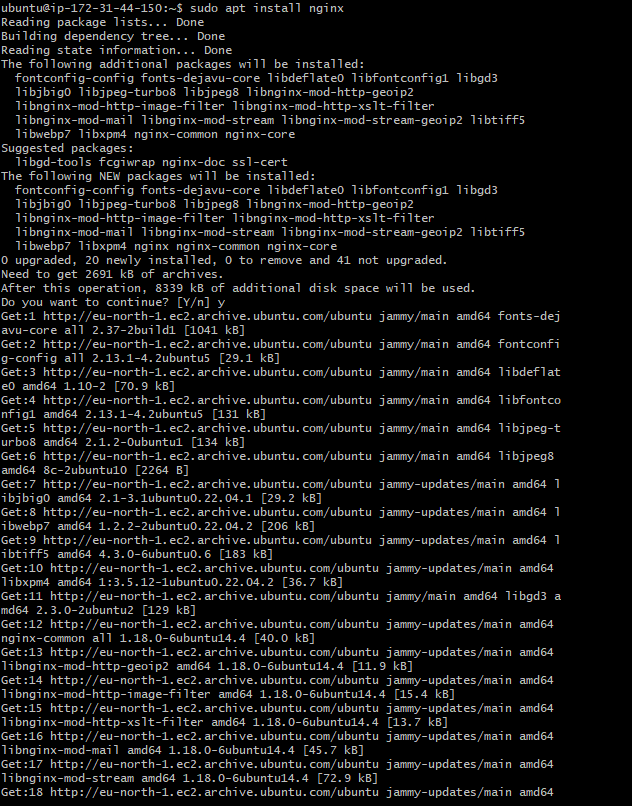 ubuntu@ip-172-31-44-150:~$ sudo apt install nginx
Reading package lists... Done
Building dependency tree... Done
Reading state information... Done
The following additional packages will be installed:
  fontconfig-config fonts-dejavu-core libdeflate0 libfontconfig1 libgd3
  libjbig0 libjpeg-turbo8 libjpeg8 libnginx-mod-http-geoip2
  libnginx-mod-http-image-filter libnginx-mod-http-xslt-filter
  libnginx-mod-mail libnginx-mod-stream libnginx-mod-stream-geoip2 libtiff5
  libwebp7 libxpm4 nginx-common nginx-core
Suggested packages:
  libgd-tools fcgiwrap nginx-doc ssl-cert
The following NEW packages will be installed:
  fontconfig-config fonts-dejavu-core libdeflate0 libfontconfig1 libgd3
  libjbig0 libjpeg-turbo8 libjpeg8 libnginx-mod-http-geoip2
  libnginx-mod-http-image-filter libnginx-mod-http-xslt-filter
  libnginx-mod-mail libnginx-mod-stream libnginx-mod-stream-geoip2 libtiff5
  libwebp7 libxpm4 nginx nginx-common nginx-core
0 upgraded, 20 newly installed, 0 to remove and 41 not upgraded.
Need to get 2691 kB of archives.
After this operation, 8339 kB of additional disk space will be used.
Do you want to continue? [Y/n] y
Get:1 http://eu-north-1.ec2.archive.ubuntu.com/ubuntu jammy/main amd64 fonts-dej
avu-core all 2.37-2build1 [1041 kB]
Get:2 http://eu-north-1.ec2.archive.ubuntu.com/ubuntu jammy/main amd64 fontconfi
g-config all 2.13.1-4.2ubuntu5 [29.1 kB]
Get:3 http://eu-north-1.ec2.archive.ubuntu.com/ubuntu jammy/main amd64 libdeflat
e0 amd64 1.10-2 [70.9 kB]
Get:4 http://eu-north-1.ec2.archive.ubuntu.com/ubuntu jammy/main amd64 libfontco
nfig1 amd64 2.13.1-4.2ubuntu5 [131 kB]
Get:5 http://eu-north-1.ec2.archive.ubuntu.com/ubuntu jammy/main amd64 libjpeg-t
urbo8 amd64 2.1.2-0ubuntu1 [134 kB]
Get:6 http://eu-north-1.ec2.archive.ubuntu.com/ubuntu jammy/main amd64 libjpeg8
amd64 8c-2ubuntu10 [2264 B]
Get:7 http://eu-north-1.ec2.archive.ubuntu.com/ubuntu jammy-updates/main amd64 l
ibjbig0 amd64 2.1-3.1ubuntu0.22.04.1 [29.2 kB]
Get:8 http://eu-north-1.ec2.archive.ubuntu.com/ubuntu jammy-updates/main amd64 l
ibwebp7 amd64 1.2.2-2ubuntu0.22.04.2 [206 kB]
Get:9 http://eu-north-1.ec2.archive.ubuntu.com/ubuntu jammy-updates/main amd64 l
ibtiff5 amd64 4.3.0-6ubuntu0.6 [183 kB]
Get:10 http://eu-north-1.ec2.archive.ubuntu.com/ubuntu jammy-updates/main amd64
libxpm4 amd64 1:3.5.12-1ubuntu0.22.04.2 [36.7 kB]
Get:11 http://eu-north-1.ec2.archive.ubuntu.com/ubuntu jammy/main amd64 libgd3 a
md64 2.3.0-2ubuntu2 [129 kB]
Get:12 http://eu-north-1.ec2.archive.ubuntu.com/ubuntu jammy-updates/main amd64
nginx-common all 1.18.0-6ubuntu14.4 [40.0 kB]
Get:13 http://eu-north-1.ec2.archive.ubuntu.com/ubuntu jammy-updates/main amd64
libnginx-mod-http-geoip2 amd64 1.18.0-6ubuntu14.4 [11.9 kB]
Get:14 http://eu-north-1.ec2.archive.ubuntu.com/ubuntu jammy-updates/main amd64
libnginx-mod-http-image-filter amd64 1.18.0-6ubuntu14.4 [15.4 kB]
Get:15 http://eu-north-1.ec2.archive.ubuntu.com/ubuntu jammy-updates/main amd64
libnginx-mod-http-xslt-filter amd64 1.18.0-6ubuntu14.4 [13.7 kB]
Get:16 http://eu-north-1.ec2.archive.ubuntu.com/ubuntu jammy-updates/main amd64
libnginx-mod-mail amd64 1.18.0-6ubuntu14.4 [45.7 kB]
Get:17 http://eu-north-1.ec2.archive.ubuntu.com/ubuntu jammy-updates/main amd64
libnginx-mod-stream amd64 1.18.0-6ubuntu14.4 [72.9 kB]
Get:18 http://eu-north-1.ec2.archive.ubuntu.com/ubuntu jammy-updates/main amd64